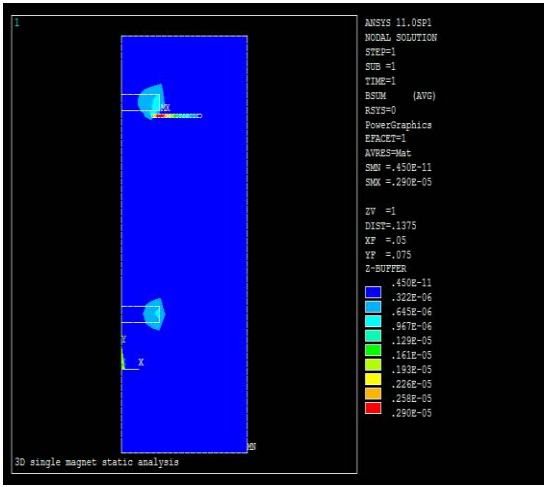 1
ANSYS 11.0SP1
NODAL SOLUTION
STEP=1
SUB =1
TIME=1
BSUM (AVG)
RSYS=0
PowerGraphics
EFACET=1
AVRES=Mat
SMN =.450E-11
SMX =.290E-05
ZV =1
DIST=.1375
XF =.05
YF =.075
Z-BUFFER
.450E-11
.322E-06
.645E-06
.967E-06
.129E-05
.161E-05
.193E-05
.226E-05
.258E-05
.290E-05
MX
Y
X
MN
3D single magnet static analysis